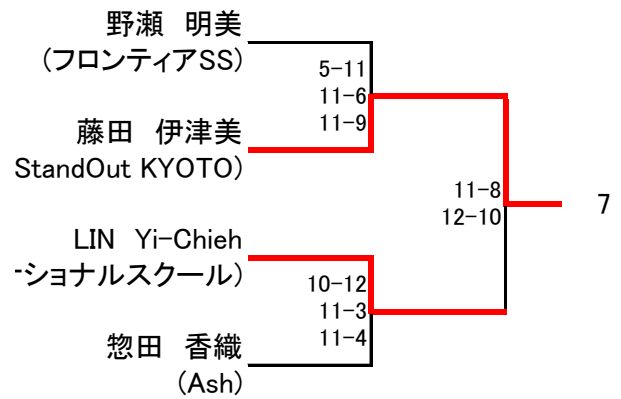 野瀬　明美
(フロンティアSS)
5-11
11-6
11-9
藤田　伊津美
StandOut KYOTO)
11-8
12-10
7
LIN　Yi-Chieh
ーショナルスクール)
10-12
11-3
11-4
惣田　香織
(Ash)